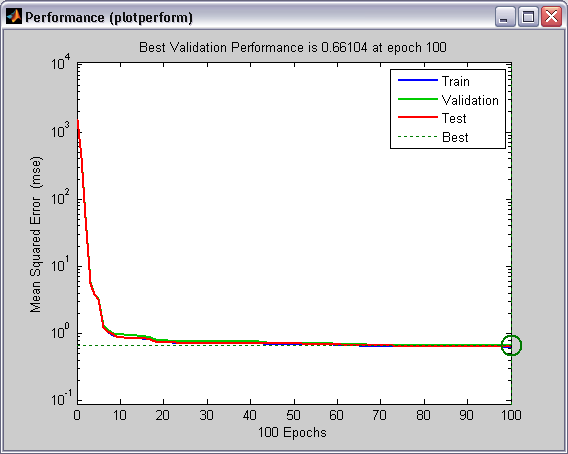 Performance (plotperform)
Best Validation Performance is 0.66104 at epoch 100
Mean Squared Error (mse)
10^4
10^3
10^2
10^1
10^0
10^-1
Train
Validation
Test
Best
0 10 20 30 40 50 60 70 80 90 100
100 Epochs